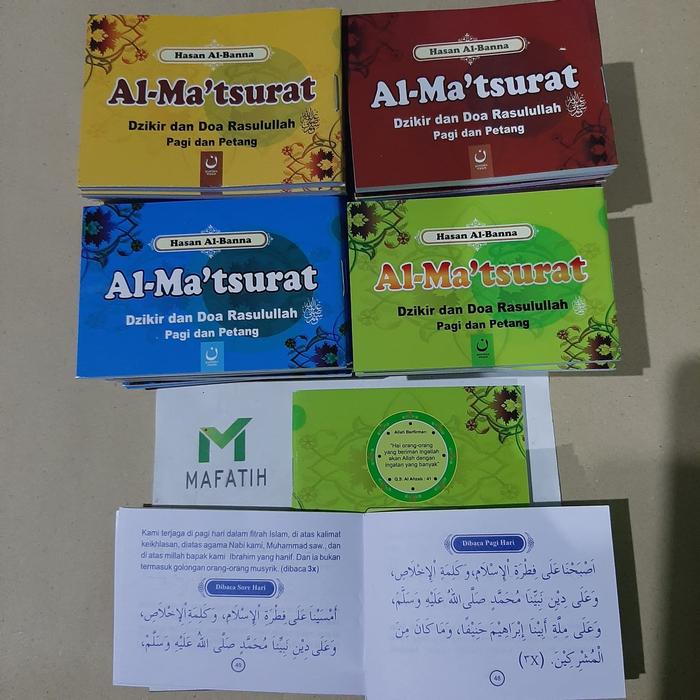 Hasan Al-Banna
Al-Ma'tsurat
Dzikir dan Doa Rasulullah
Pagi dan Petang
Hasan Al-Banna
Al-Ma'tsurat
Dzikir dan Doa Rasulullah
Pagi dan Petang
Hasan Al-Banna
Al-Ma'tsurat
Dzikir dan Doa Rasulullah
Pagi dan Petang
Hasan Al-Banna
Al-Ma'tsurat
Dzikir dan Doa Rasulullah
Pagi dan Petang
MAFATIH
Allah Berfirman:
"Hai orang-orang
yang beriman ingatlah
akan Allah dengan
ingatan yang banyak"
Q.S. Al Ahzab : 41
Kami terjaga di pagi hari dalam fitrah Islam, di atas kalimat
keikhlasan, diatas agama Nabi kami, Muhammad saw., dan
di atas millah bapak kami Ibrahim yang hanif. Dan ia bukan
termasuk golongan orang-orang musyrik. (dibaca 3x)
Dibaca Sore Hari
أَمْسَيْنَا عَلَى فِطْرَةِ الْإِسْلَامِ، وَكَلِمَةِ الْإِخْلَاصِ،
وَعَلَى دِيْنِ نَبِيِّنَا مُحَمَّدٍ صَلَّى اللهُ عَلَيْهِ وَسَلَّمَ،
49
Dibaca Pagi Hari
اَصْبَحْنَا عَلَى فِطْرَةِ الْإِسْلَامِ، وَكَلِمَةِ الْإِخْلَاصِ،
وَعَلَى دِيْنِ نَبِيِّنَا مُحَمَّدٍ صَلَّى اللهُ عَلَيْهِ وَسَلَّمَ،
وَعَلَى مِلَّةِ أَبِيْنَا إِبْرَاهِيْمَ حَنِيْفًا، وَمَا كَانَ مِنَ
الْمُشْرِكِيْنَ. (٣X)
48